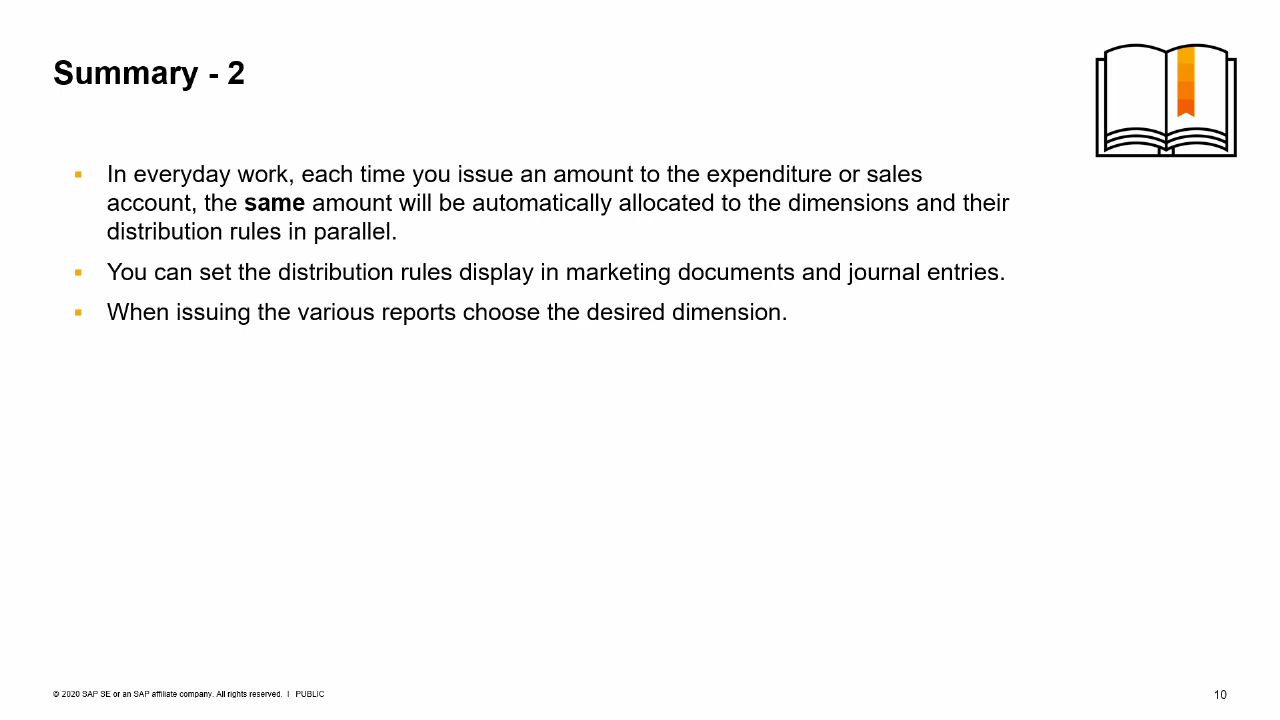 Summary - 2
▪ In everyday work, each time you issue an amount to the expenditure or sales
account, the same amount will be automatically allocated to the dimensions and their
distribution rules in parallel.
▪ You can set the distribution rules display in marketing documents and journal entries.
▪ When issuing the various reports choose the desired dimension.
© 2020 SAP SE or an SAP affiliate company. All rights reserved. I PUBLIC
10